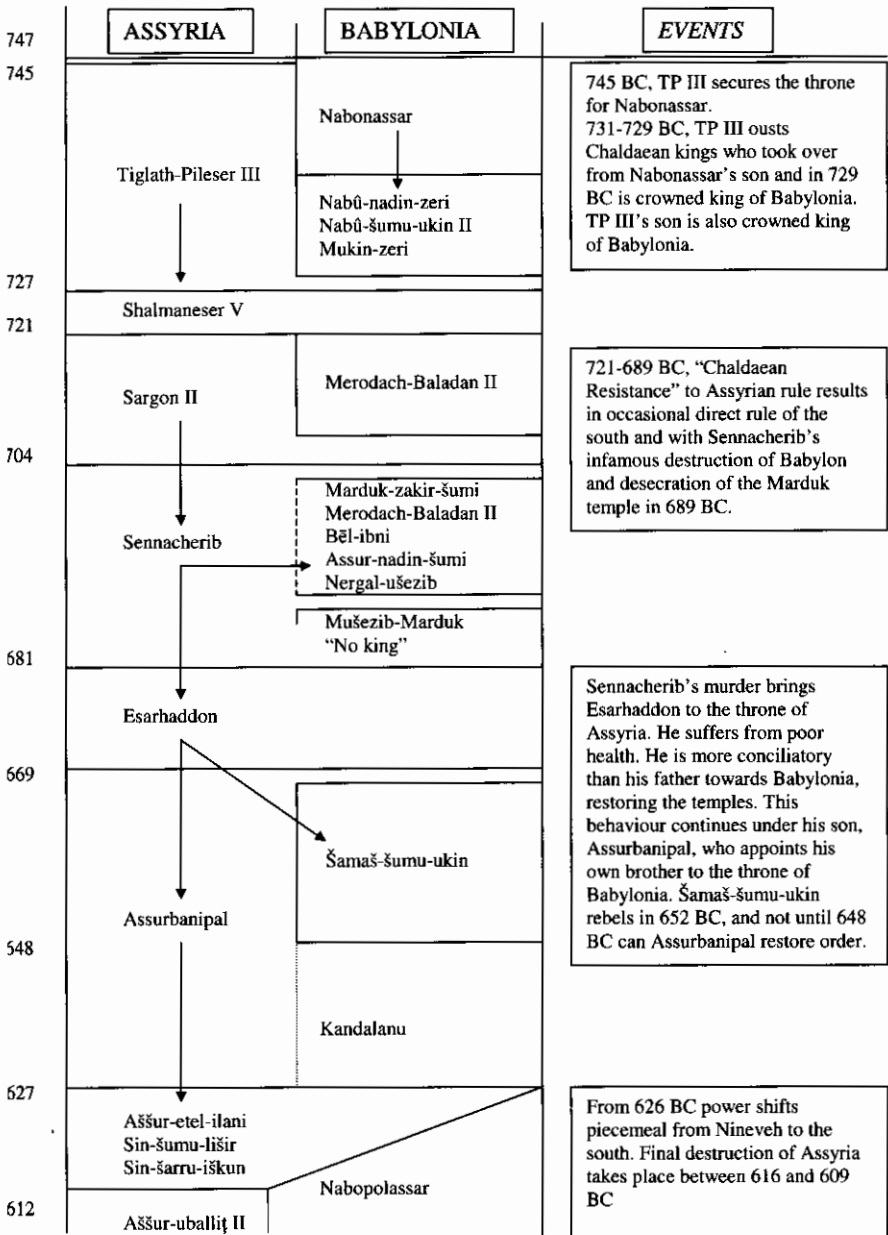 ASSYRIA
BABYLONIA
EVENTS
747
745
727
721
704
681
669
648
627
612
Tiglath-Pileser III
Shalmaneser V
Sargon II
Sennacherib
Esarhaddon
Assurbanipal
Aššur-etel-ilani
Sin-šumu-lišir
Sin-šarru-iškun
Aššur-uballiṭ II
Nabonassar
Nabû-nadin-zeri
Nabû-šumu-ukin II
Mukin-zeri
Merodach-Baladan II
Marduk-zakir-šumi
Merodach-Baladan II
Bēl-ibni
Assur-nadin-šumi
Nergal-ušezib
Mušezib-Marduk
“No king”
Šamaš-šumu-ukin
Kandalanu
Nabopolassar
745 BC, TP III secures the throne
for Nabonassar.
731-729 BC, TP III ousts
Chaldaean kings who took over
from Nabonassar’s son and in 729
BC is crowned king of Babylonia.
TP III’s son is also crowned king
of Babylonia.
721-689 BC, “Chaldaean
Resistance” to Assyrian rule results
in occasional direct rule of the
south and with Sennacherib’s
infamous destruction of Babylon
and desecration of the Marduk
temple in 689 BC.
Sennacherib’s murder brings
Esarhaddon to the throne of
Assyria. He suffers from poor
health. He is more conciliatory
than his father towards Babylonia,
restoring the temples. This
behaviour continues under his son,
Assurbanipal, who appoints his
own brother to the throne of
Babylonia. Šamaš-šumu-ukin
rebels in 652 BC, and not until 648
BC can Assurbanipal restore order.
From 626 BC power shifts
piecemeal from Nineveh to the
south. Final destruction of Assyria
takes place between 616 and 609
BC